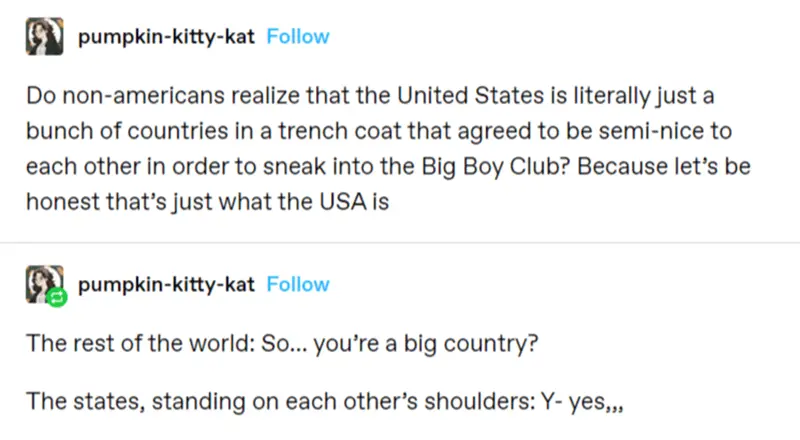 pumpkin-kitty-kat Follow
Do non-americans realize that the United States is literally just a
bunch of countries in a trench coat that agreed to be semi-nice to
each other in order to sneak into the Big Boy Club? Because let’s be
honest that’s just what the USA is
pumpkin-kitty-kat Follow
The rest of the world: So... you’re a big country?
The states, standing on each other’s shoulders: Y- yes,,,